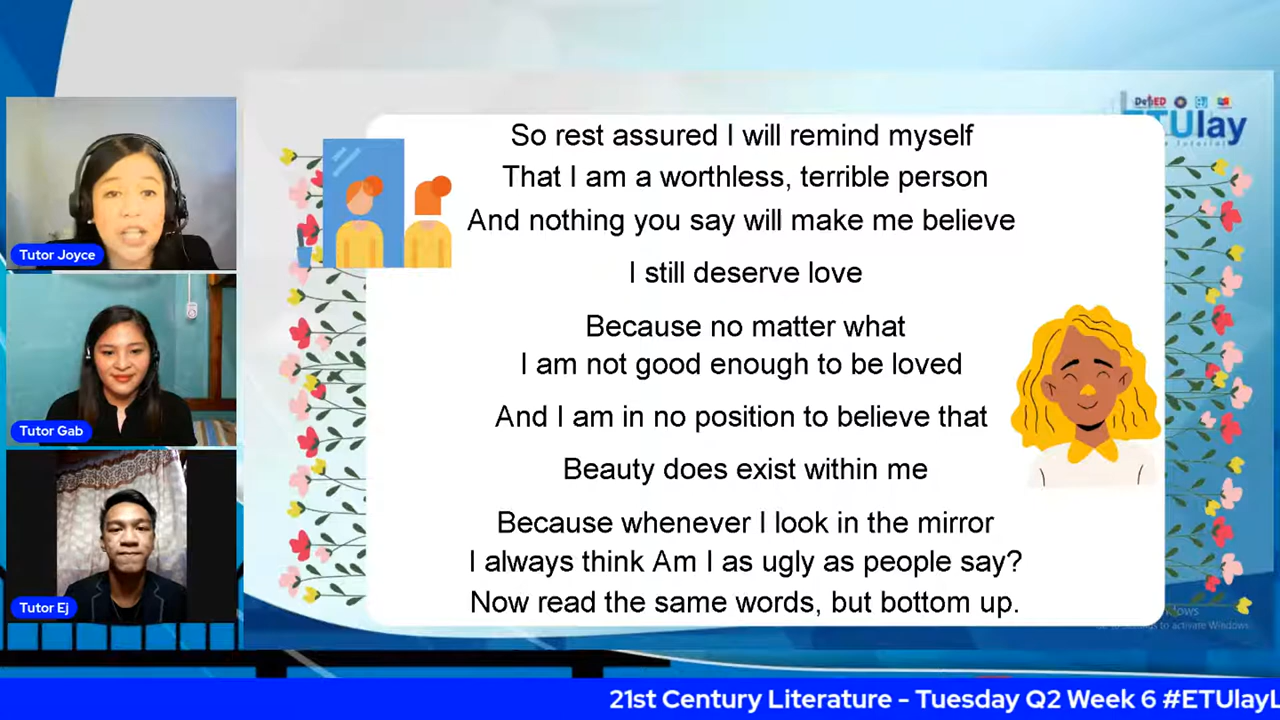 DepED
ETUlay
So rest assured I will remind myself
That I am a worthless, terrible person
And nothing you say will make me believe
I still deserve love
Because no matter what
I am not good enough to be loved
And I am in no position to believe that
Beauty does exist within me
Because whenever I look in the mirror
I always think Am I as ugly as people say?
Now read the same words, but bottom up.
Tutor Joyce
Tutor Gab
Tutor Ej
to activate Windows.
21st Century Literature - Tuesday Q2 Week 6 #ETUlayL